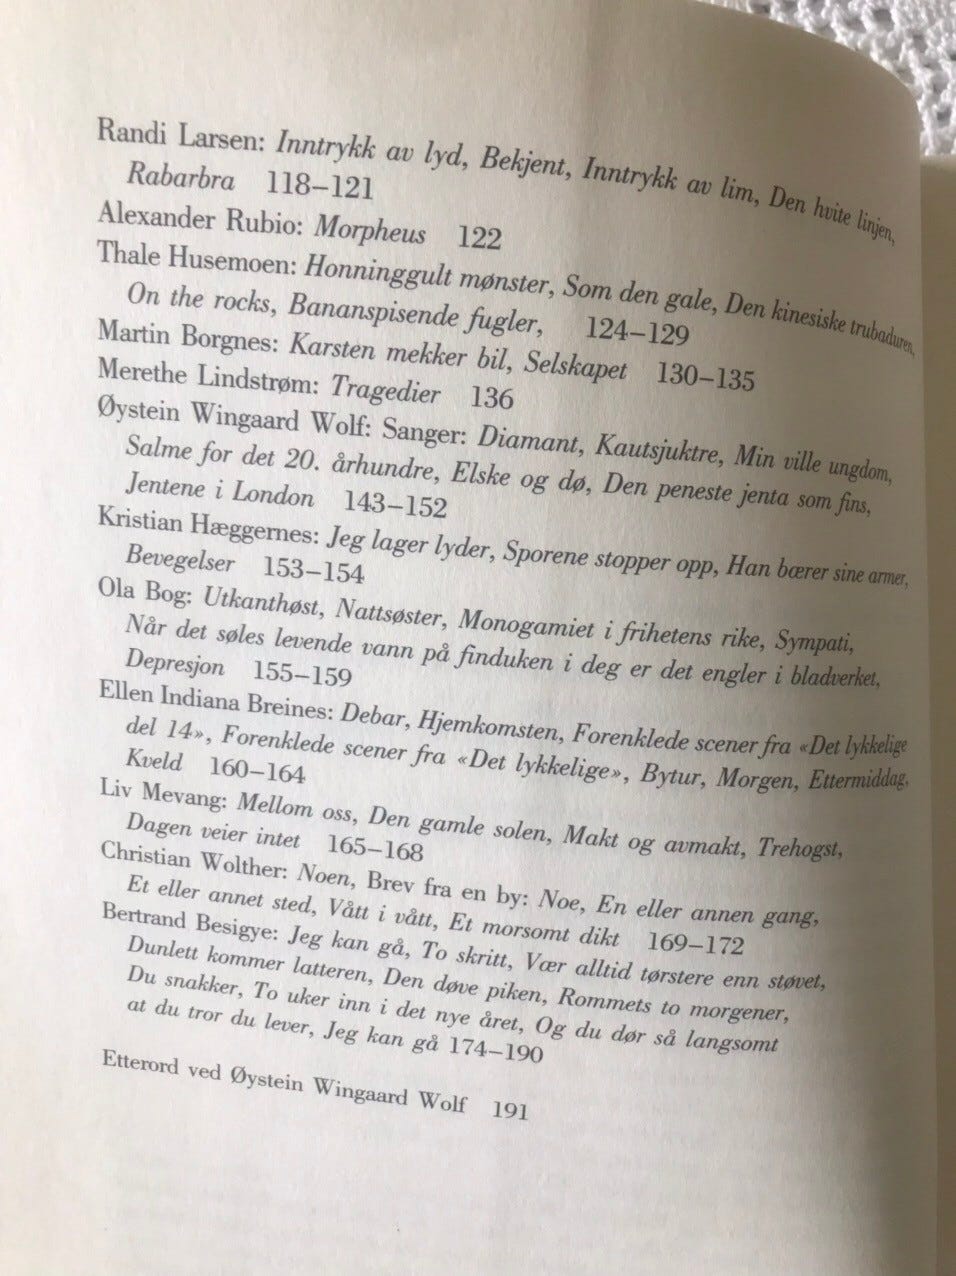 Randi Larsen: Inntrykk av lyd, Bekjent, Inntrykk av lim, Den hvite linjen,
Rabarbra 118–121
Alexander Rubio: Morpheus 122
Thale Husemoen: Honninggult mønster, Som den gale, Den kinesiske trubaduren,
On the rocks, Bananspisende fugler, 124–129
Martin Borgnes: Karsten mekker bil, Selskapet 130–135
Merethe Lindstrøm: Tragedier 136
Øystein Wingaard Wolf: Sanger: Diamant, Kautsjuktre, Min ville ungdom,
Salme for det 20. århundre, Elske og dø, Den peneste jenta som fins,
Jentene i London 143–152
Kristian Hæggernes: Jeg lager lyder, Sporene stopper opp, Han bærer sine armer,
Bevegelser 153–154
Ola Bog: Utkanthøst, Nattsøster, Monogamiet i frihetens rike, Sympati,
Når det søles levende vann på finduken i deg er det engler i bladverket,
Depresjon 155–159
Ellen Indiana Breines: Debar, Hjemkomsten, Forenklede scener fra «Det lykkelige
del 14», Forenklede scener fra «Det lykkelige», Bytur, Morgen, Ettermiddag,
Kveld 160–164
Liv Mevang: Mellom oss, Den gamle solen, Makt og avmakt, Trehogst,
Dagen veier intet 165–168
Christian Wolther: Noen, Brev fra en by: Noe, En eller annen gang,
Et eller annet sted, Vått i vått, Et morsomt dikt 169–172
Bertrand Besigye: Jeg kan gå, To skritt, Vær alltid tørstere enn støvet,
Dunlett kommer latteren, Den døve piken, Rommets to morgener,
Du snakker, To uker inn i det nye året, Og du dør så langsomt
at du tror du lever, Jeg kan gå 174–190
Etterord ved Øystein Wingaard Wolf 191